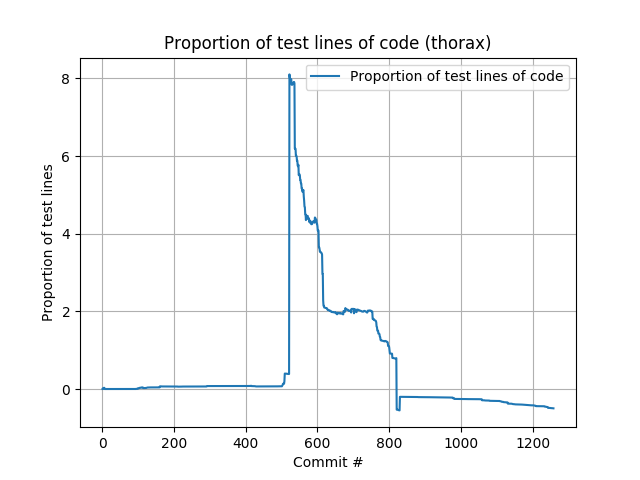 Proportion of test lines of code (thorax)
Proportion of test lines of code
8
6
4
2
0
Proportion of test lines
0 200 400 600 800 1000 1200
Commit #